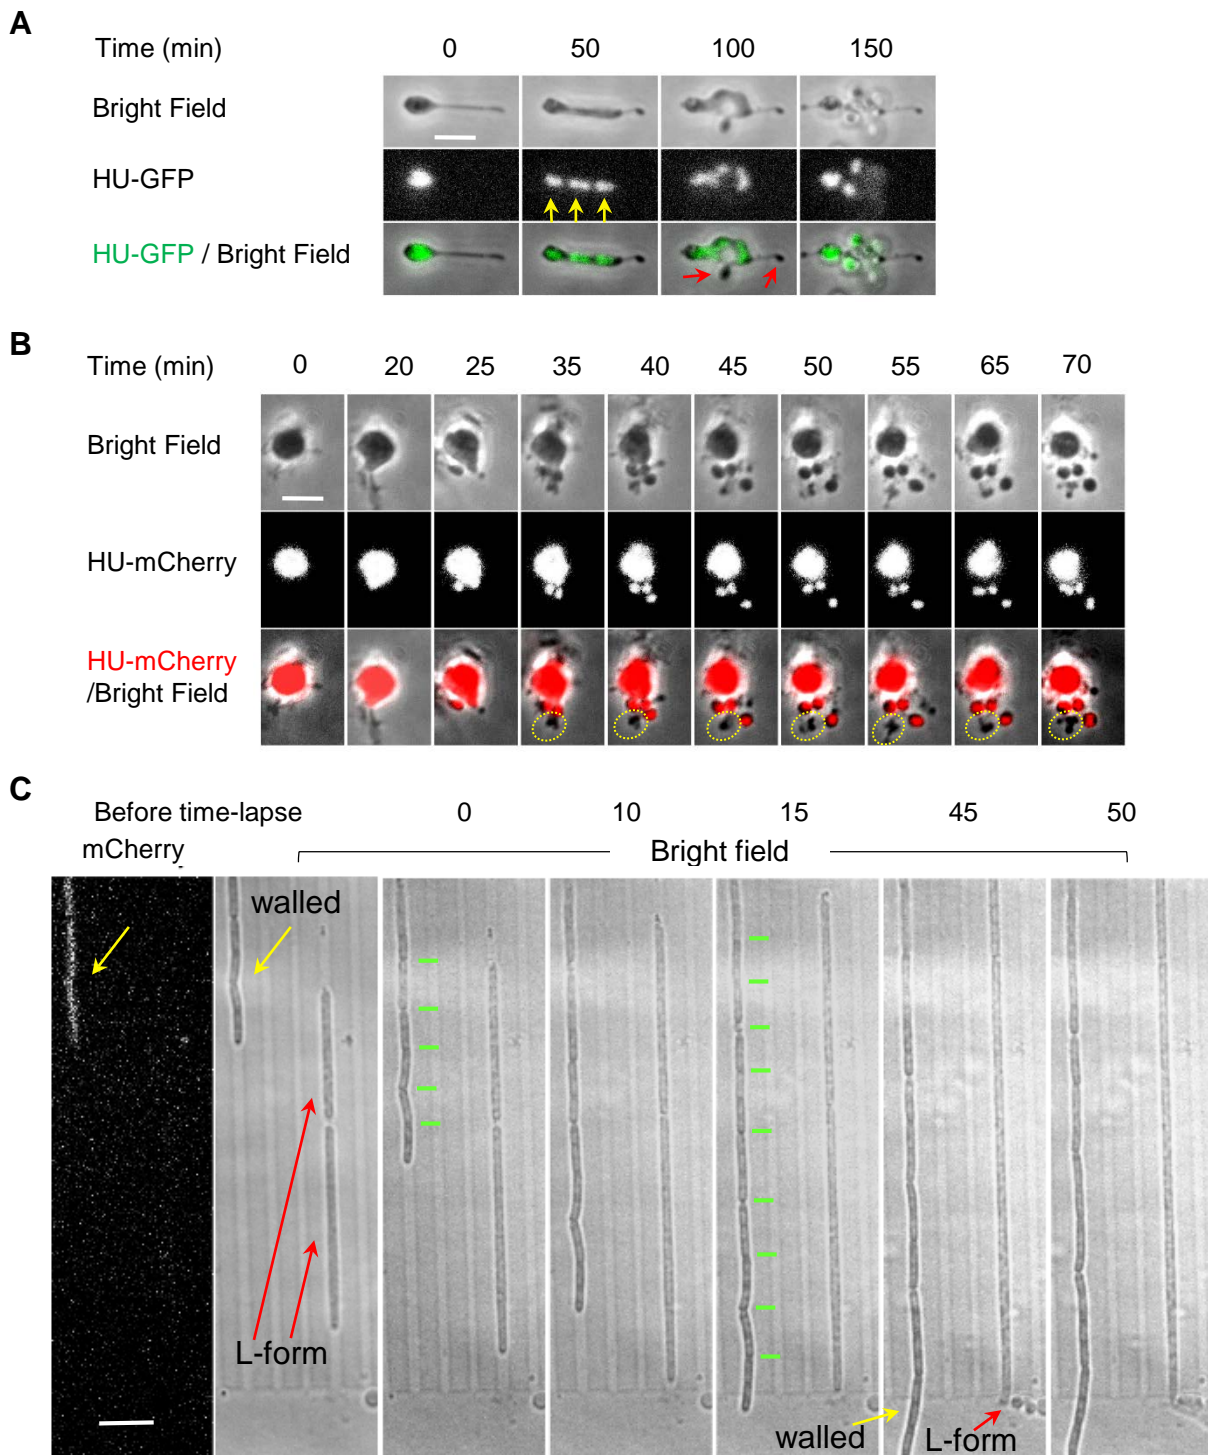 A
Time (min) 0 50 100 150
Bright Field
HU-GFP
HU-GFP / Bright Field
B
Time (min) 0 20 25 35 40 45 50 55 65 70
Bright Field
HU-mCherry
HU-mCherry
/Bright Field
C
Before time-lapse 0 10 15 45 50
mCherry Bright field
walled
L-form
walled L-form